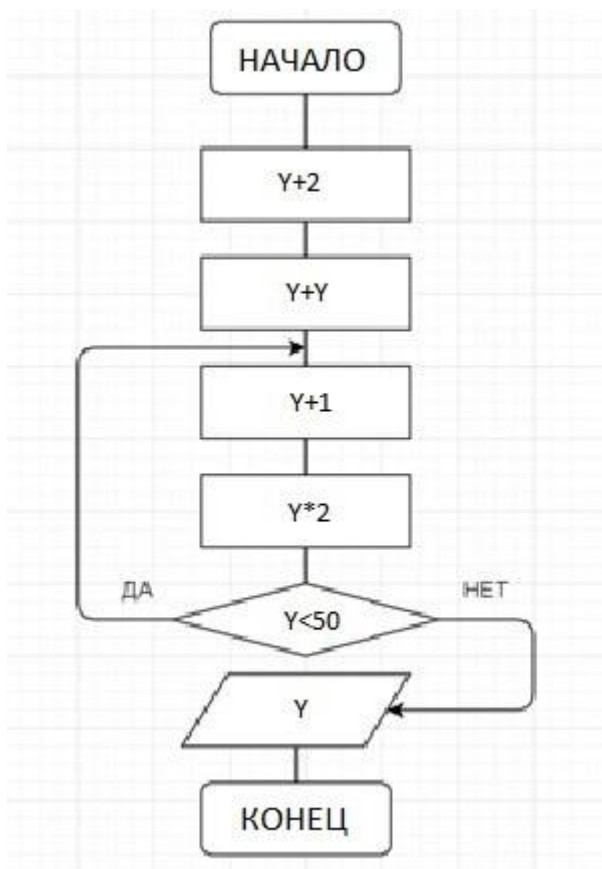 НАЧАЛО
Y+2
Y+Y
Y+1
Y*2
ДА
НЕТ
Y<50
Y
КОНЕЦ